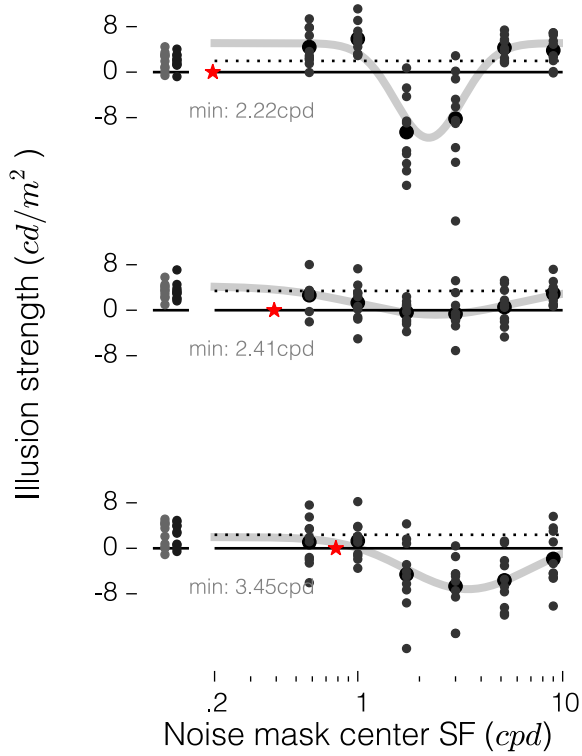 Illusion strength (cd/m²)
8
0
-8
min: 2.22cpd
8
0
-8
min: 2.41cpd
8
0
-8
min: 3.45cpd
.2 1 10
Noise mask center SF (cpd)